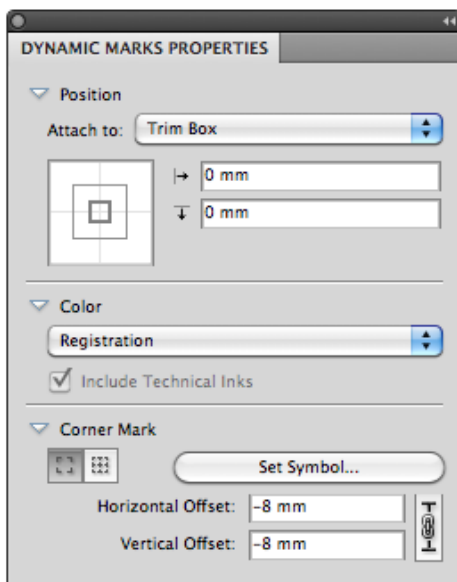 DYNAMIC MARKS PROPERTIES
Position
Attach to: Trim Box
0 mm
0 mm
Color
Registration
Include Technical Inks
Corner Mark
Set Symbol...
Horizontal Offset: -8 mm
Vertical Offset: -8 mm